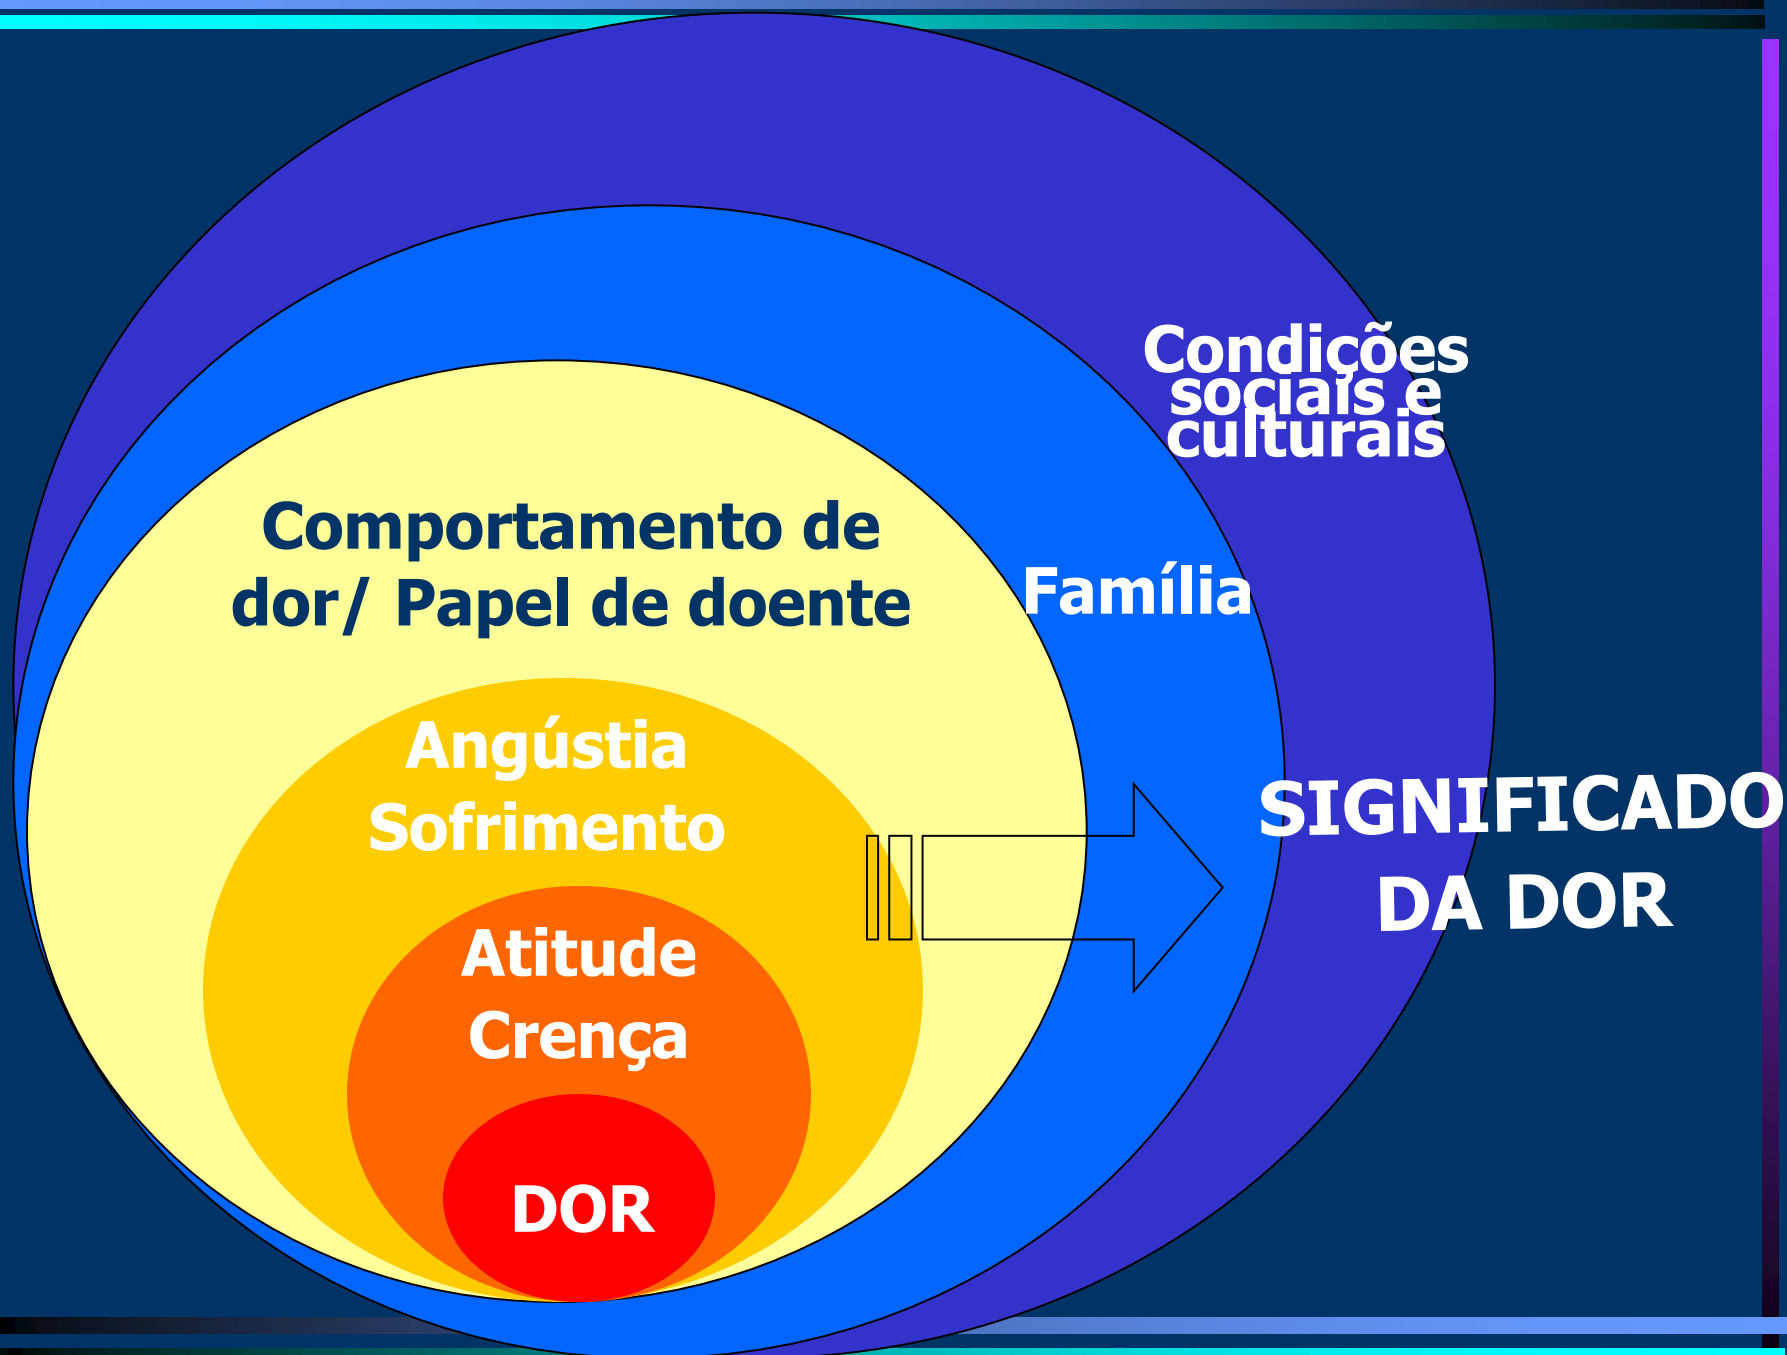 Condições
sociais e
culturais
Comportamento de
dor/ Papel de doente
Família
Angústia
Sofrimento
SIGNIFICADO
DA DOR
Atitude
Crença
DOR